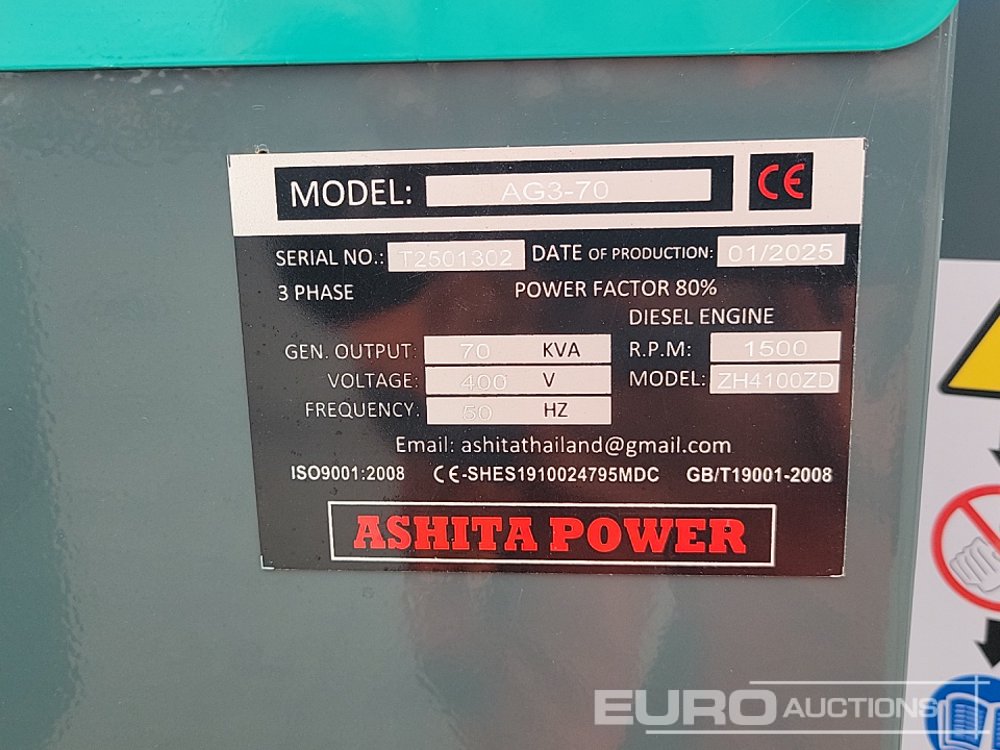 MODEL: AG3-70 CE
SERIAL NO.: T2501302 DATE OF PRODUCTION: 01/2025
3 PHASE POWER FACTOR 80%
DIESEL ENGINE
GEN. OUTPUT: 70 KVA R.P.M: 1500
VOLTAGE: 400 V MODEL: ZH4100ZD
FREQUENCY: 50 HZ
Email: ashitathailand@gmail.com
ISO9001:2008 CE-SHES1910024795MDC GB/T19001-2008
ASHITA POWER
EURO AUCTIONS